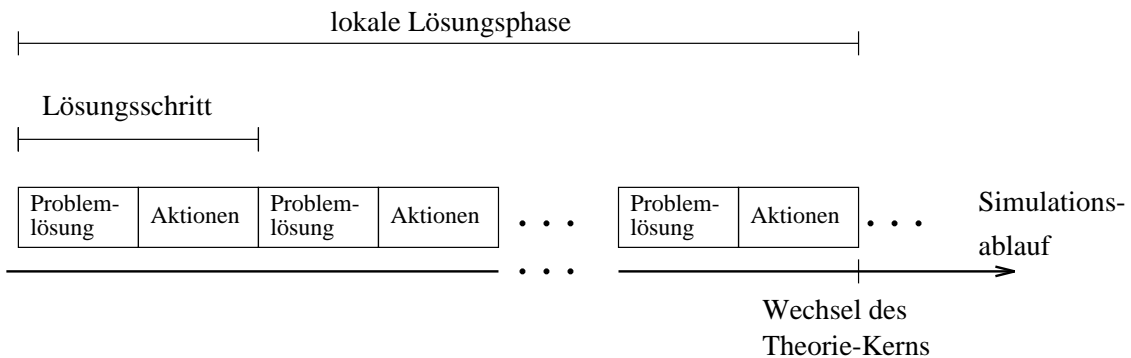 lokale Lösungsphase
Lösungsschritt
Problem-
lösung
Aktionen
Problem-
lösung
Aktionen
. . .
Problem-
lösung
Aktionen
. . .
Simulations-
ablauf
. . .
Wechsel des
Theorie-Kerns